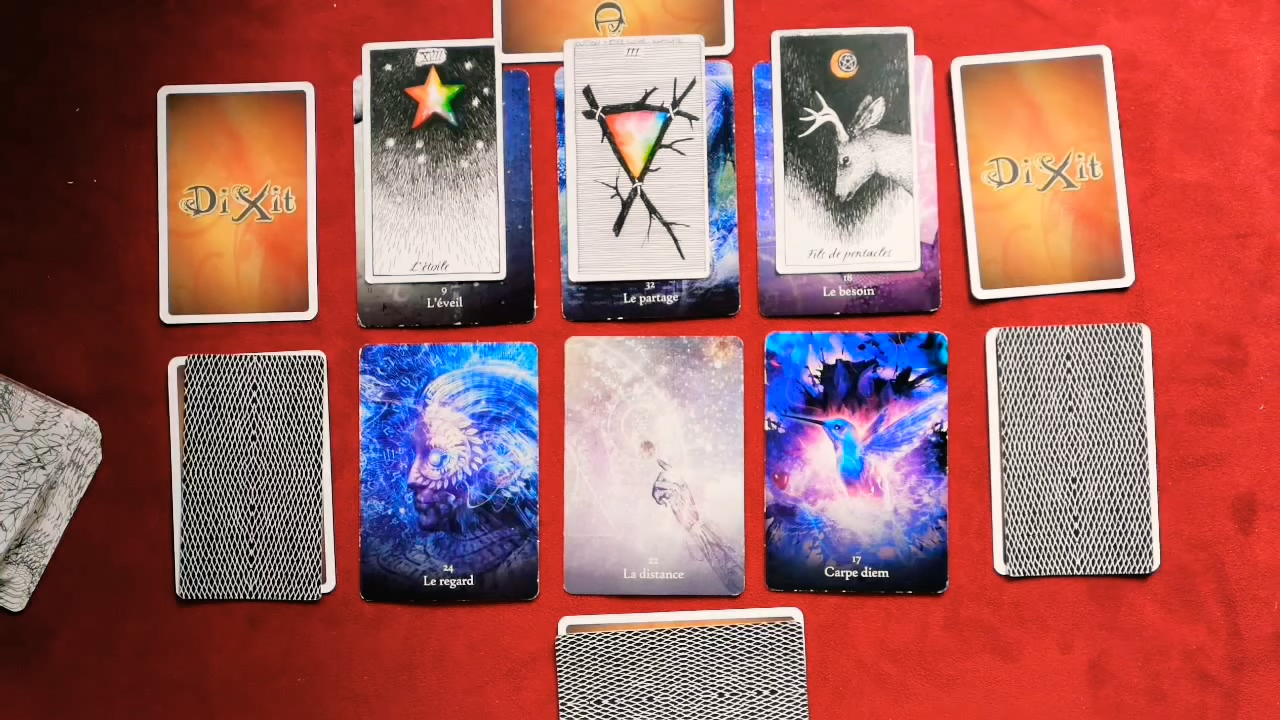 XVII
L'étoile
9
L'éveil
III
32
Le partage
Fils de pentacles
18
Le besoin
DiXit
DiXit
24
Le regard
22
La distance
17
Carpe diem